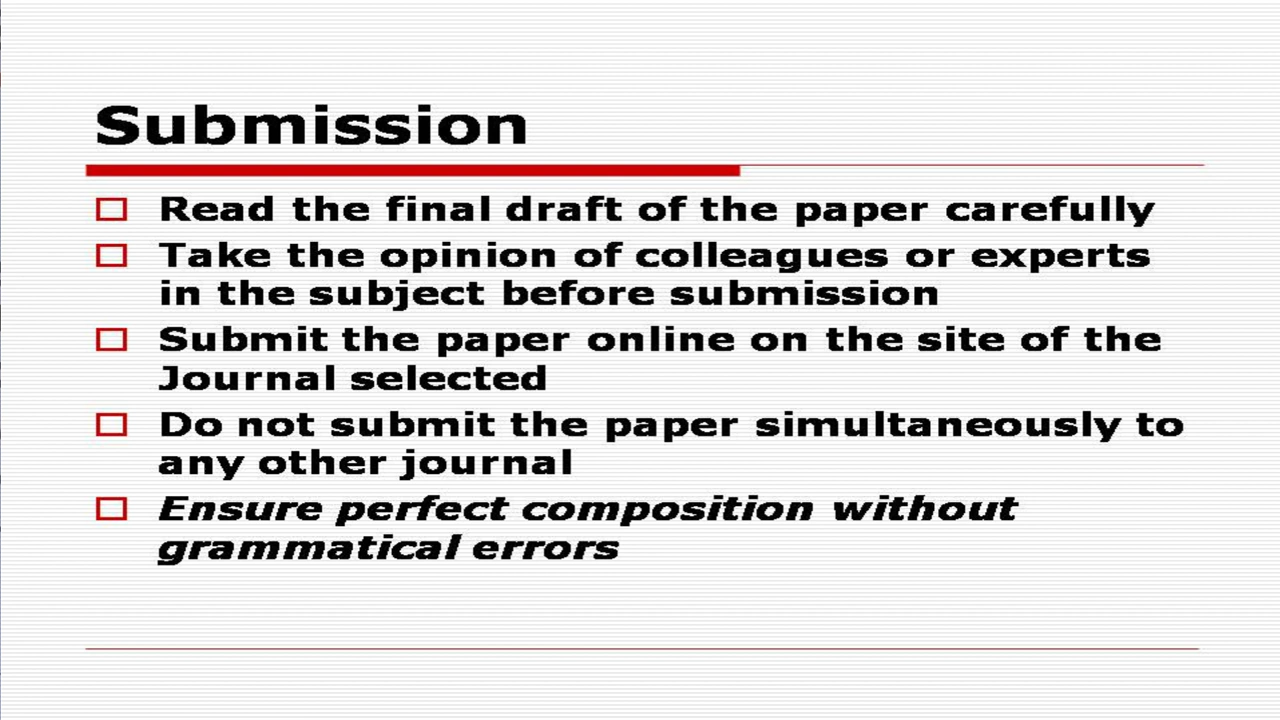 Submission
Read the final draft of the paper carefully
Take the opinion of colleagues or experts
in the subject before submission
Submit the paper online on the site of the
Journal selected
Do not submit the paper simultaneously to
any other journal
Ensure perfect composition without
grammatical errors